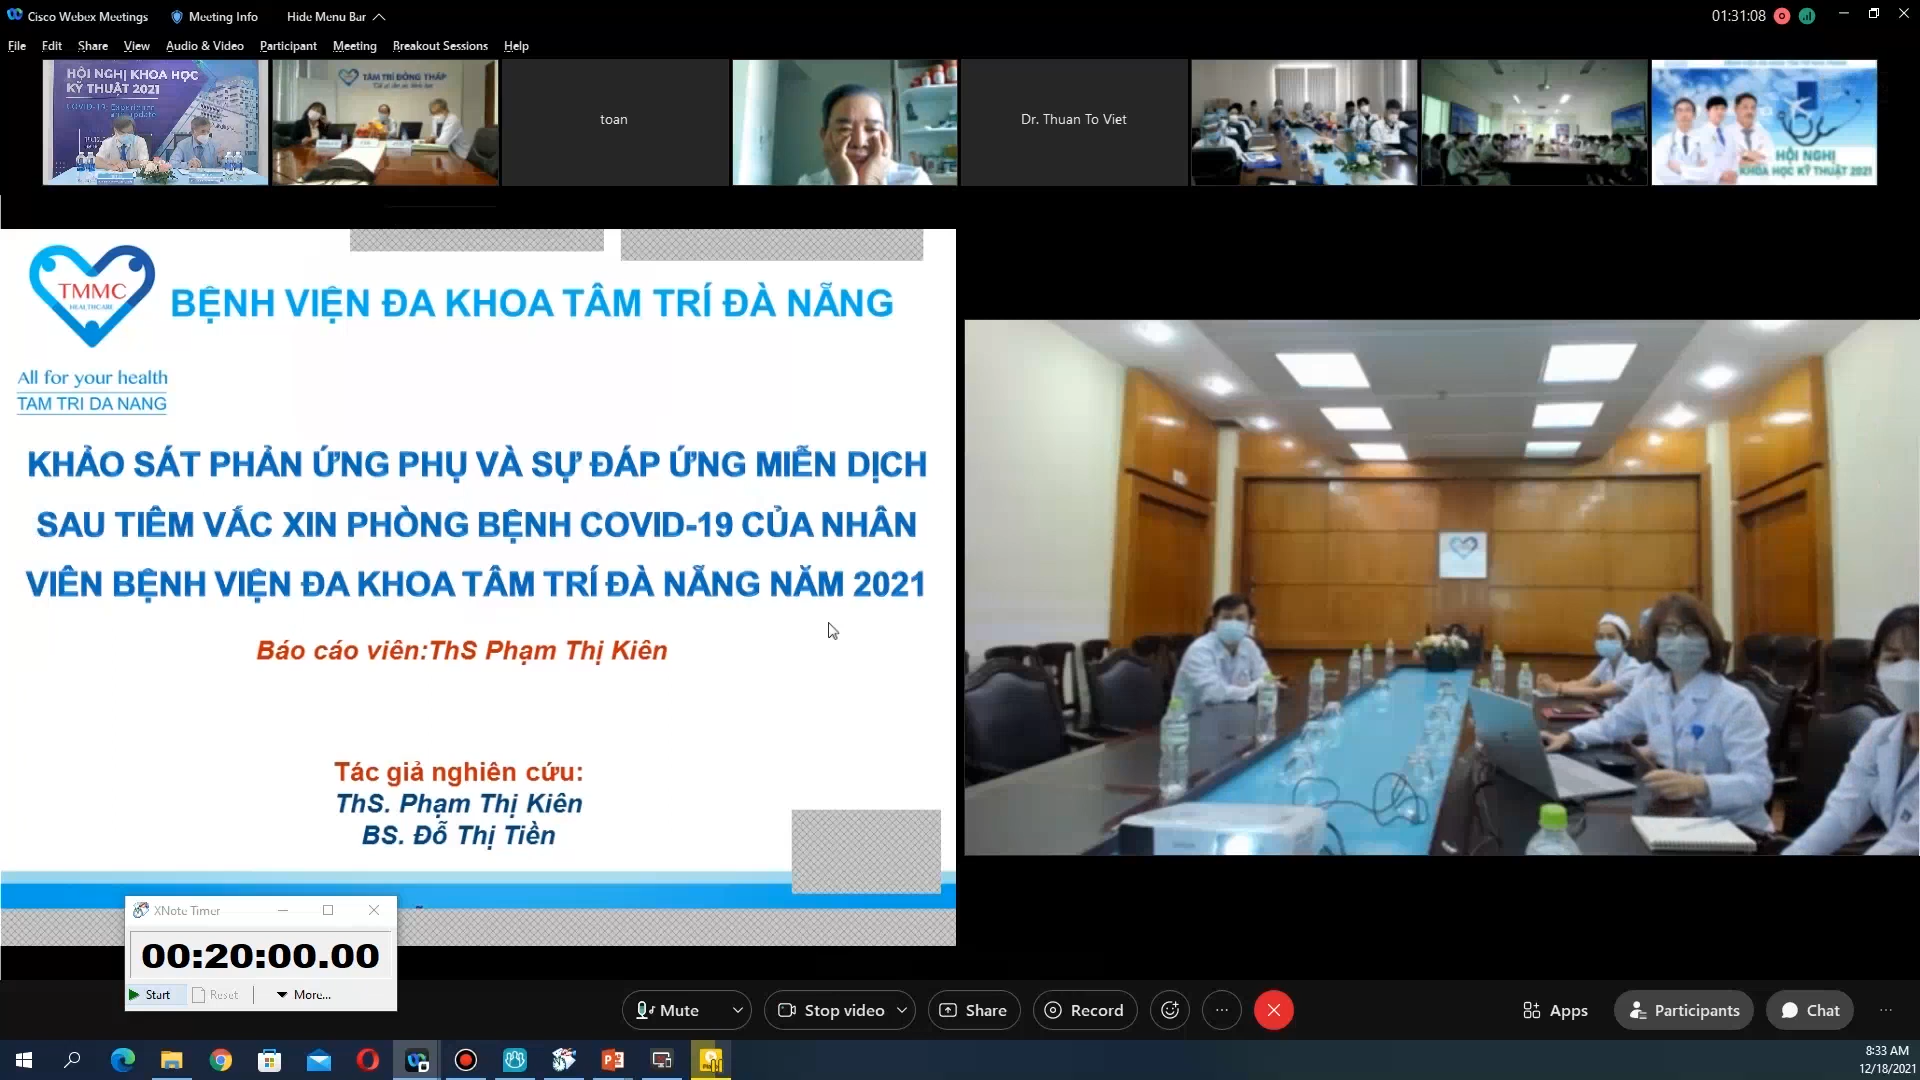 Cisco Webex Meetings
Meeting Info
Hide Menu Bar
01:31:08
File
Edit
Share
View
Audio & Video
Participant
Meeting
Breakout Sessions
Help
HỘI NGHỊ KHOA HỌC
KỸ THUẬT 2021
TÂM TRÍ ĐỒNG THÁP
toan
Dr. Thuan To Viet
HỘI NGHỊ
KHOA HỌC KỸ THUẬT 2021
TMMC
HEALTHCARE
BỆNH VIỆN ĐA KHOA TÂM TRÍ ĐÀ NẴNG
All for your health
TAM TRI DA NANG
KHẢO SÁT PHẢN ỨNG PHỤ VÀ SỰ ĐÁP ỨNG MIỄN DỊCH
SAU TIÊM VẮC XIN PHÒNG BỆNH COVID-19 CỦA NHÂN
VIÊN BỆNH VIỆN ĐA KHOA TÂM TRÍ ĐÀ NẴNG NĂM 2021
Báo cáo viên:ThS Phạm Thị Kiên
Tác giả nghiên cứu:
ThS. Phạm Thị Kiên
BS. Đỗ Thị Tiền
XNote Timer
00:20:00.00
Start
Reset
More...
Mute
Stop video
Share
Record
Apps
Participants
Chat
8:33 AM
12/18/2021